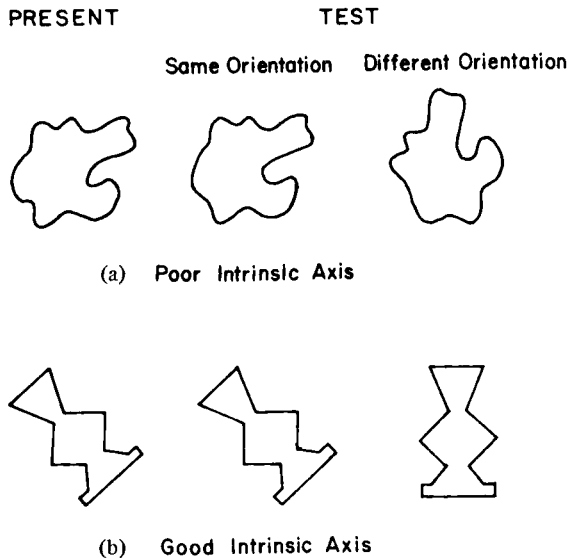 PRESENT TEST
Same Orientation Different Orientation
(a) Poor Intrinsic Axis
(b) Good Intrinsic Axis